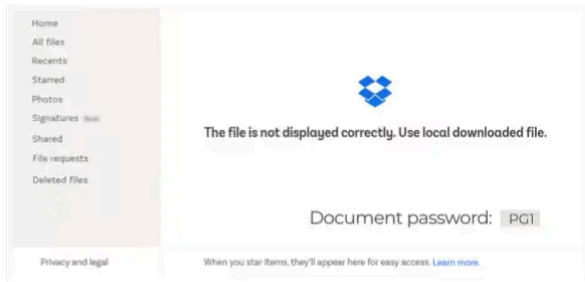 Home
All files
Recents
Starred
Photos
Signatures New
Shared
File requests
Deleted files
The file is not displayed correctly. Use local downloaded file.
Document password: PG1
Privacy and legal
When you star items, they'll appear here for easy access. Learn more.